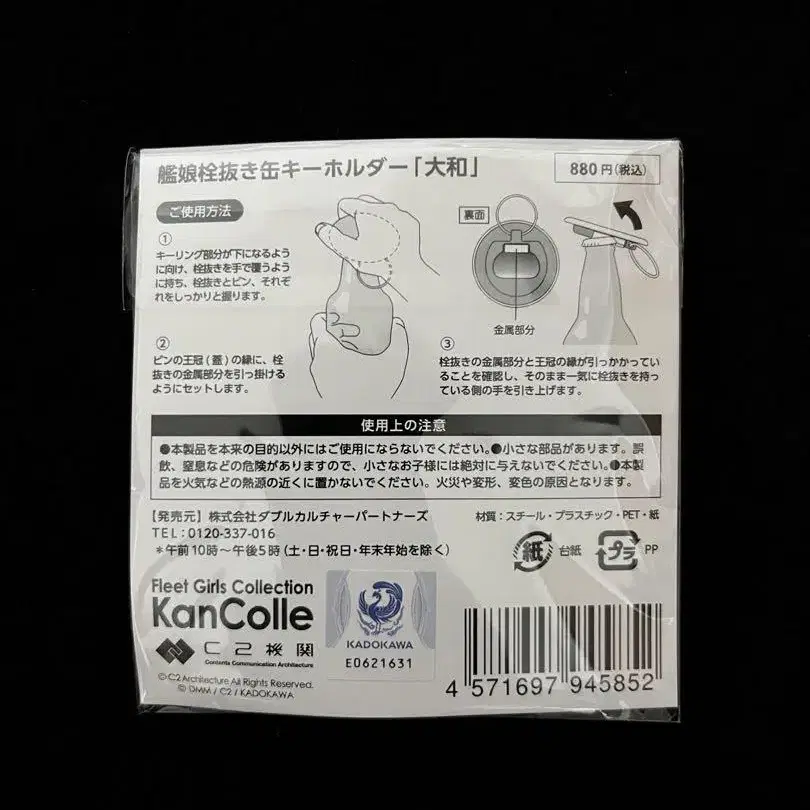 艦娘栓抜き缶キーホルダー「大和」
880円(税込)
ご使用方法
①
キーリング部分が下になるよう
に向け、栓抜きを手で覆うよう
に持ち、栓抜きとビン、それぞ
れをしっかりと握ります。
裏面
金属部分
②
ビンの王冠(蓋)の縁に、栓
抜きの金属部分を引っ掛ける
ようにセットします。
③
栓抜きの金属部分と王冠の縁が引っかかってい
ることを確認し、そのまま一気に栓抜きを持っ
ている側の手を引き上げます。
使用上の注意
●本製品を本来の目的以外にはご使用にならないでください。●小さな部品があります。誤
飲、窒息などの危険がありますので、小さなお子様には絶対に与えないでください。●本製
品を火気などの熱源の近くに置かないでください。火災や変形、変色の原因となります。
【発売元】株式会社ダブルカルチャーパートナーズ
TEL:0120-337-016
*午前10時~午後5時(土・日・祝日・年末年始を除く)
材質:スチール・プラスチック・PET・紙
紙 台紙 プラ PP
Fleet Girls Collection
KanColle
C2機関
Contents Communication Architecture
©C2 Architecture All Rights Reserved.
© DMM / C2 / KADOKAWA
KADOKAWA
E0621631
4 571697 945852